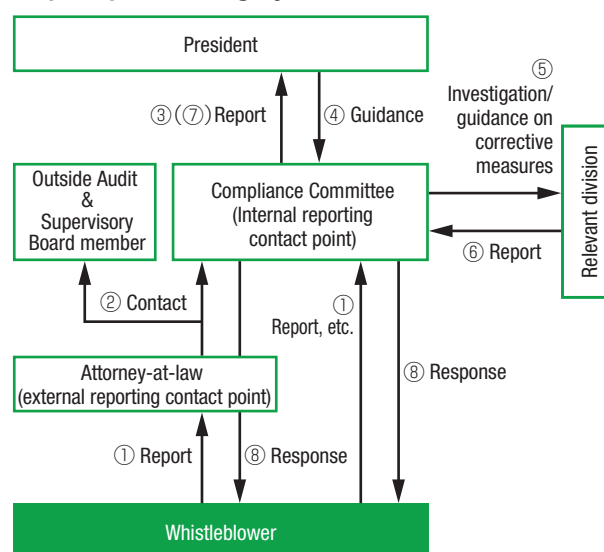 President
③(⑦) Report
④ Guidance
⑤
Investigation/
guidance on
corrective
measures
Outside Audit
&
Supervisory
Board member
Compliance Committee
(Internal reporting
contact point)
Relevant division
⑥ Report
② Contact
①
Report, etc.
Attorney-at-law
(external reporting contact point)
⑧ Response
① Report
⑧ Response
Whistleblower